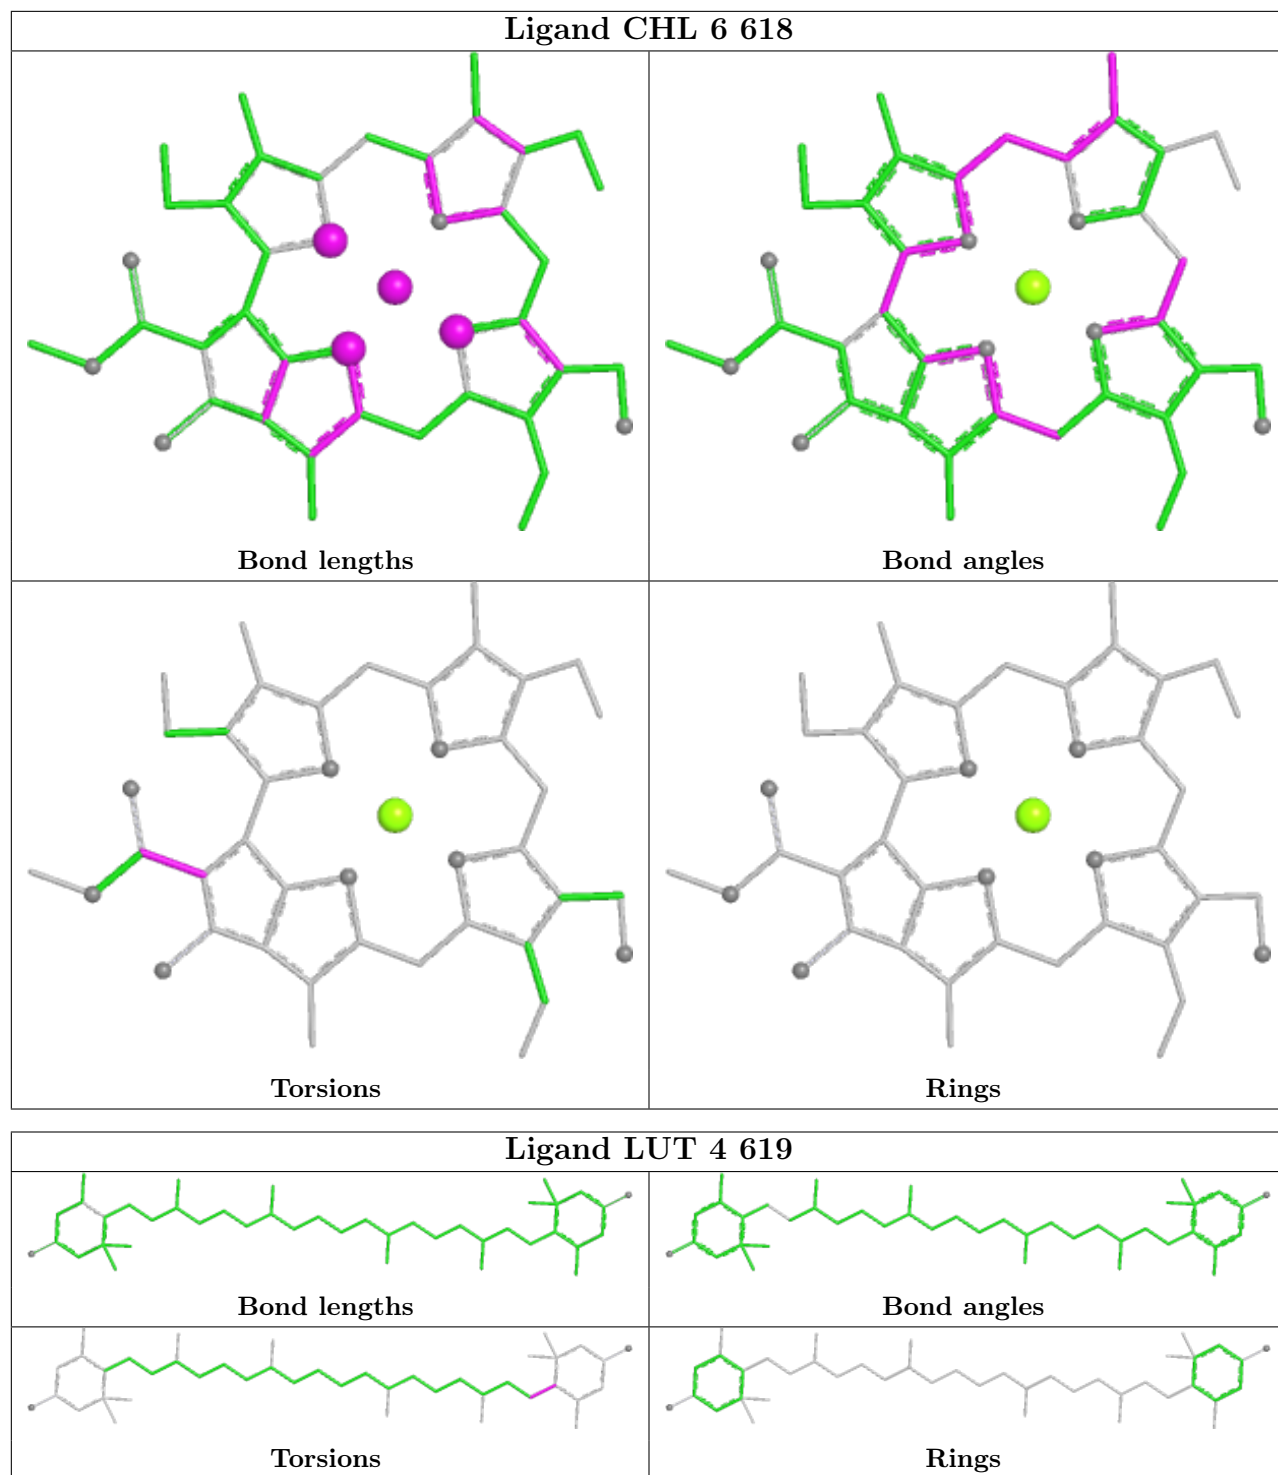 Ligand CHL 6 618
Bond lengths
Bond angles
Torsions
Rings
Ligand LUT 4 619
Bond lengths
Bond angles
Torsions
Rings